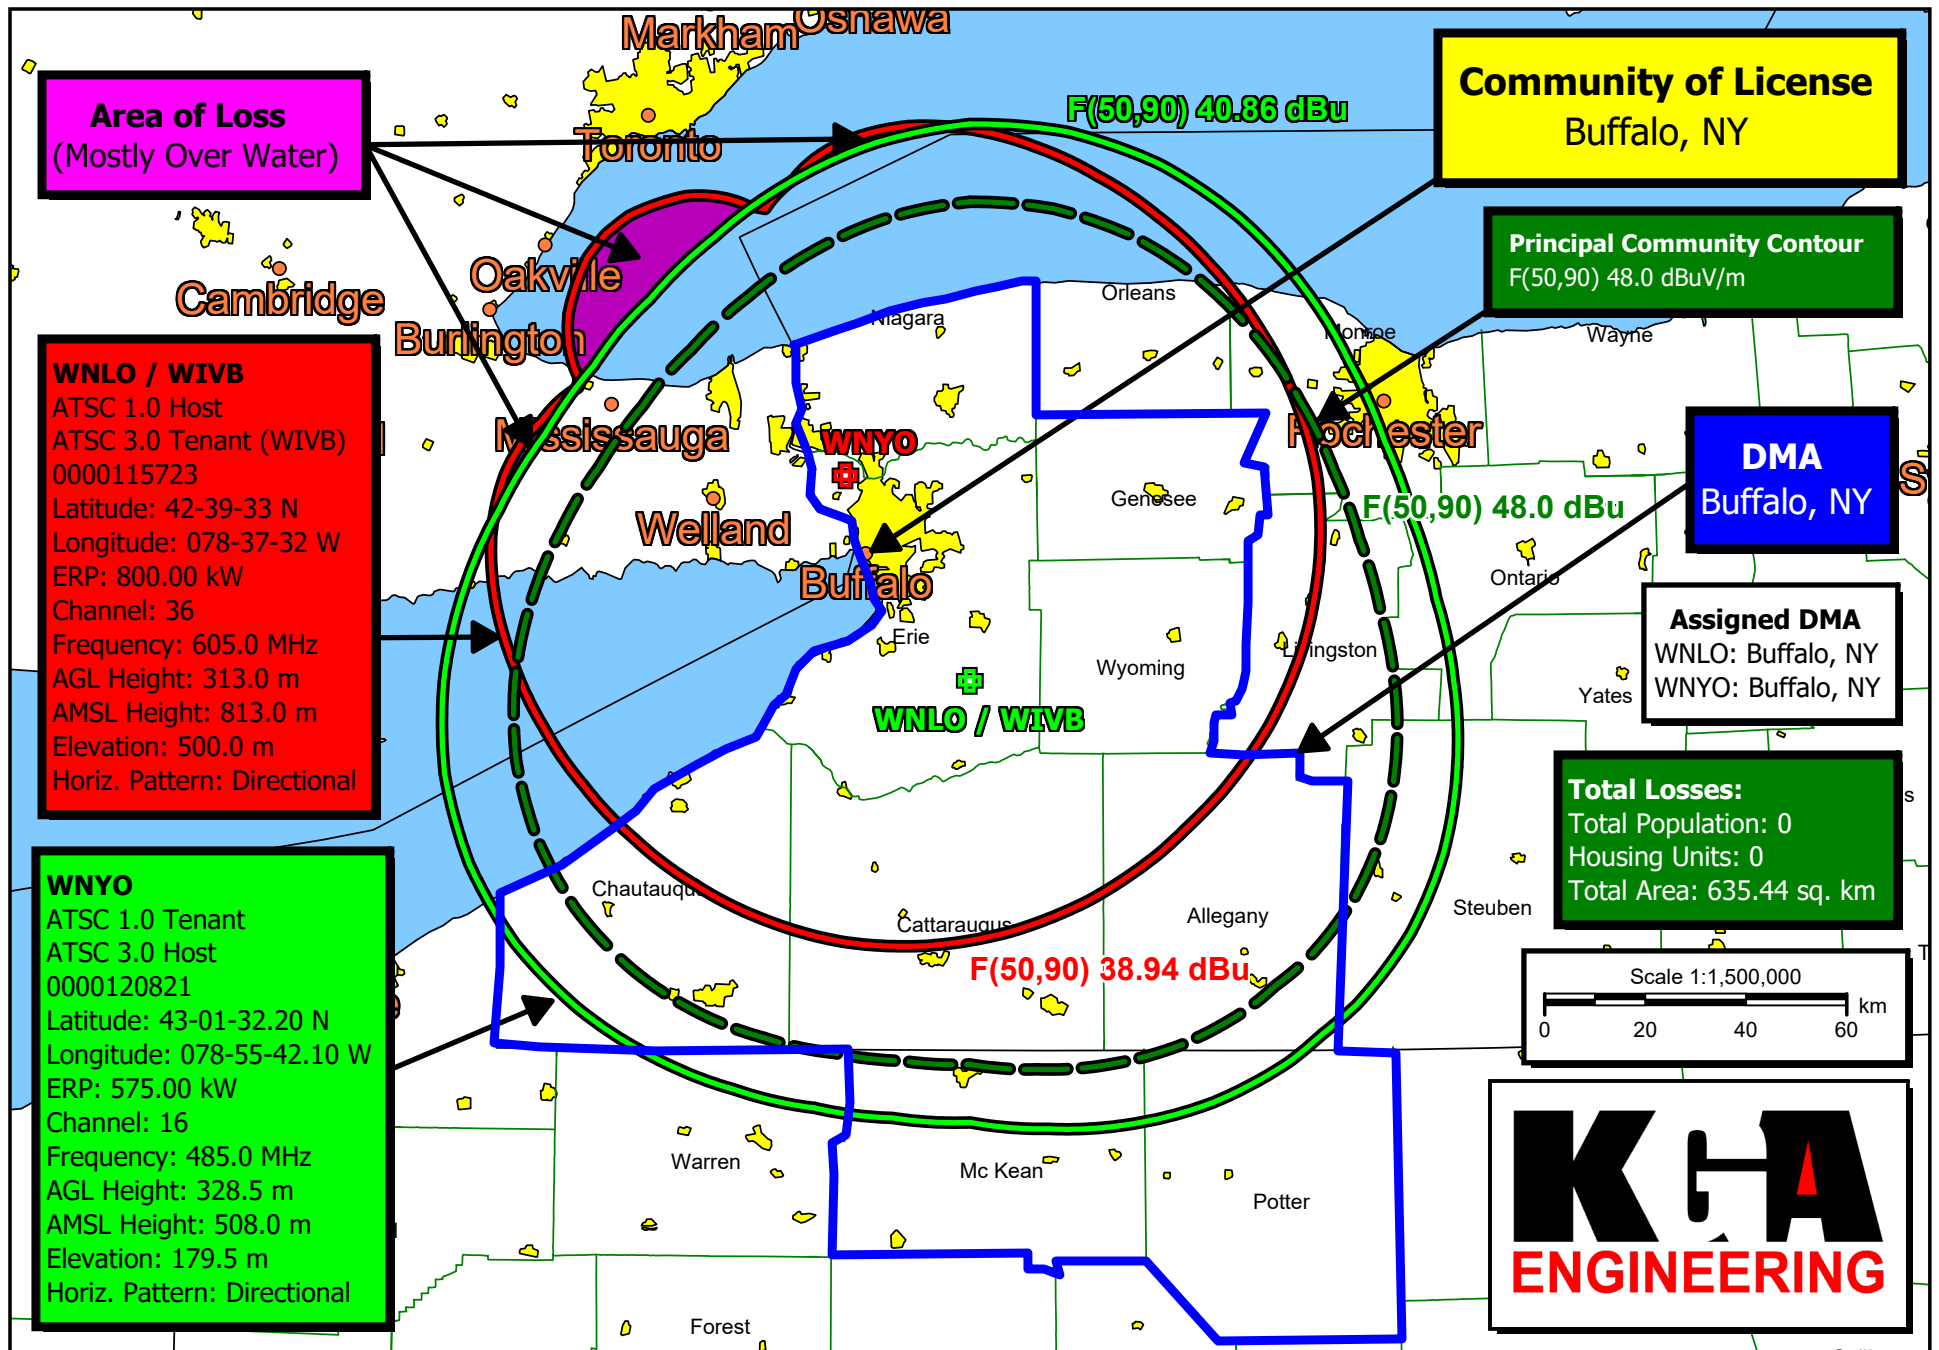 Markham
Oshawa
Toronto
Oakville
Cambridge
Burlington
Mississauga
Welland
Buffalo
Rochester
Area of Loss
(Mostly Over Water)
F(50,90) 40.86 dBu
Community of License
Buffalo, NY
Principal Community Contour
F(50,90) 48.0 dBuV/m
Orleans
Niagara
Monroe
Wayne
WNLO / WIVB
ATSC 1.0 Host
ATSC 3.0 Tenant (WIVB)
0000115723
Latitude: 42-39-33 N
Longitude: 078-37-32 W
ERP: 800.00 kW
Channel: 36
Frequency: 605.0 MHz
AGL Height: 313.0 m
AMSL Height: 813.0 m
Elevation: 500.0 m
Horiz. Pattern: Directional
WNYO
Genesee
F(50,90) 48.0 dBu
DMA
Buffalo, NY
S
Ontario
Erie
Wyoming
Livingston
Yates
WNLO / WIVB
Assigned DMA
WNLO: Buffalo, NY
WNYO: Buffalo, NY
Total Losses:
Total Population: 0
Housing Units: 0
Total Area: 635.44 sq. km
s
WNYO
ATSC 1.0 Tenant
ATSC 3.0 Host
0000120821
Latitude: 43-01-32.20 N
Longitude: 078-55-42.10 W
ERP: 575.00 kW
Channel: 16
Frequency: 485.0 MHz
AGL Height: 328.5 m
AMSL Height: 508.0 m
Elevation: 179.5 m
Horiz. Pattern: Directional
Chautauqu
Cattaraugus
Allegany
Steuben
F(50,90) 38.94 dBu
T
Scale 1:1,500,000
km
0 20 40 60
Warren
Mc Kean
Potter
Forest
KGA
ENGINEERING